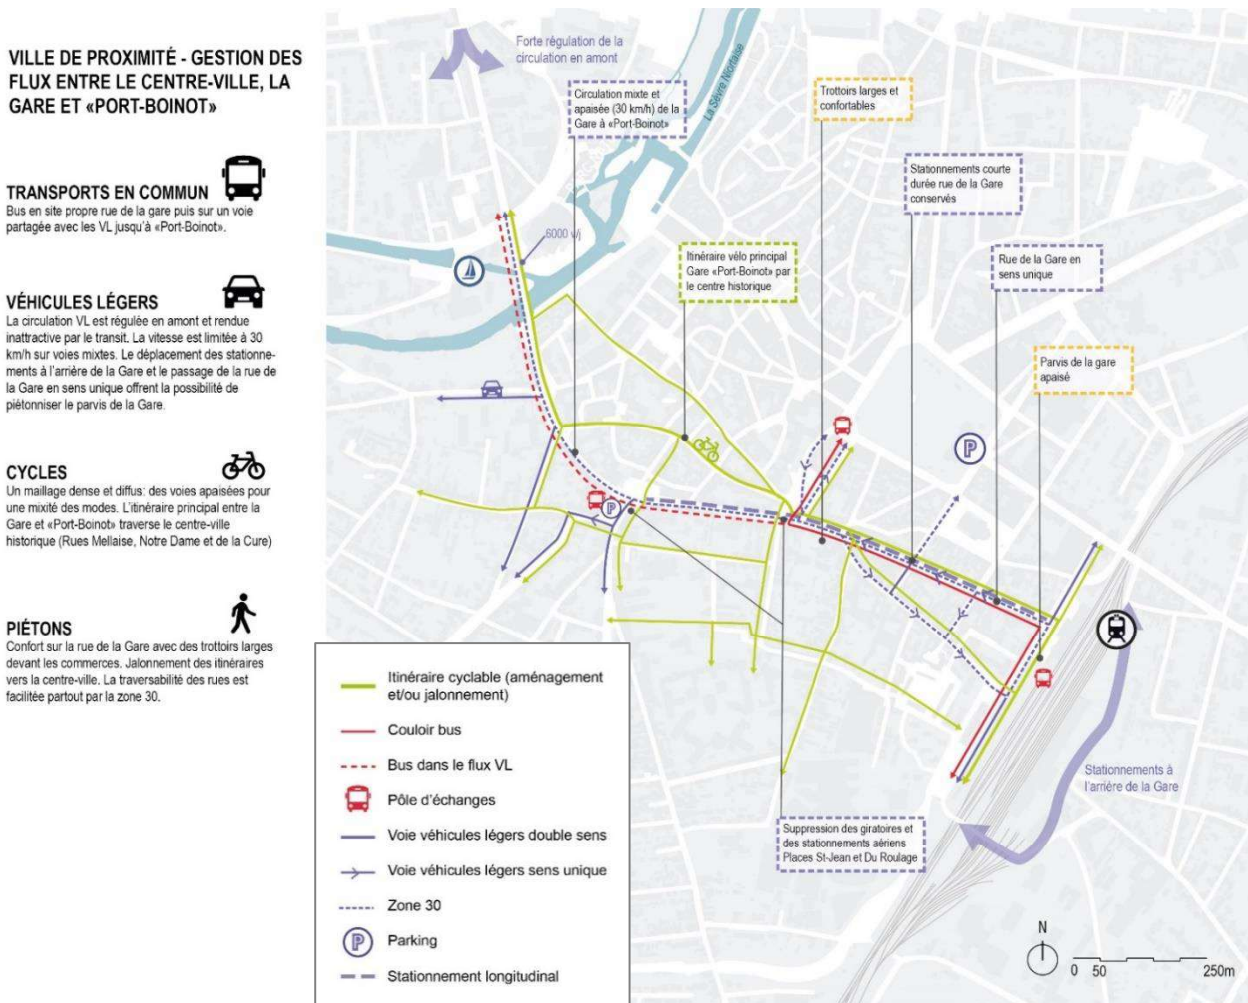 VILLE DE PROXIMITÉ - GESTION DES
FLUX ENTRE LE CENTRE-VILLE, LA
GARE ET «PORT-BOINOT»
TRANSPORTS EN COMMUN
Bus en site propre rue de la gare puis sur un voie
partagée avec les VL jusqu'à «Port-Boinot».
VÉHICULES LÉGERS
La circulation VL est régulée en amont et rendue
inattractive par le transit. La vitesse est limitée à 30
km/h sur voies mixtes. Le déplacement des stationne-
ments à l'arrière de la Gare et le passage de la rue de
la Gare en sens unique offrent la possibilité de
piétonniser le parvis de la Gare.
CYCLES
Un maillage dense et diffus: des voies apaisées pour
une mixité des modes. L'itinéraire principal entre la
Gare et «Port-Boinot» traverse le centre-ville
historique (Rues Mellaise, Notre Dame et de la Cure)
PIÉTONS
Confort sur la rue de la Gare avec des trottoirs larges
devant les commerces. Jalonnement des itinéraires
vers la centre-ville. La traversabilité des rues est
facilitée partout par la zone 30.
Forte régulation de la
circulation en amont
Circulation mixte et
apaisée (30 km/h) de la
Gare à «Port-Boinot»
La Sèvre Niortaise
Trottoirs larges et
confortables
Stationnements courte
durée rue de la Gare
conservés
6000 v/j
Itinéraire vélo principal
Gare «Port-Boinot» par
le centre historique
Rue de la Gare en
sens unique
Parvis de la gare
apaisé
P
P
Stationnements à
l'arrière de la Gare
Suppression des giratoires et
des stationnements aériens
Places St-Jean et Du Roulage
Itinéraire cyclable (aménagement
et/ou jalonnement)
Couloir bus
Bus dans le flux VL
Pôle d'échanges
Voie véhicules légers double sens
Voie véhicules légers sens unique
Zone 30
P Parking
Stationnement longitudinal
N
0 50 250m